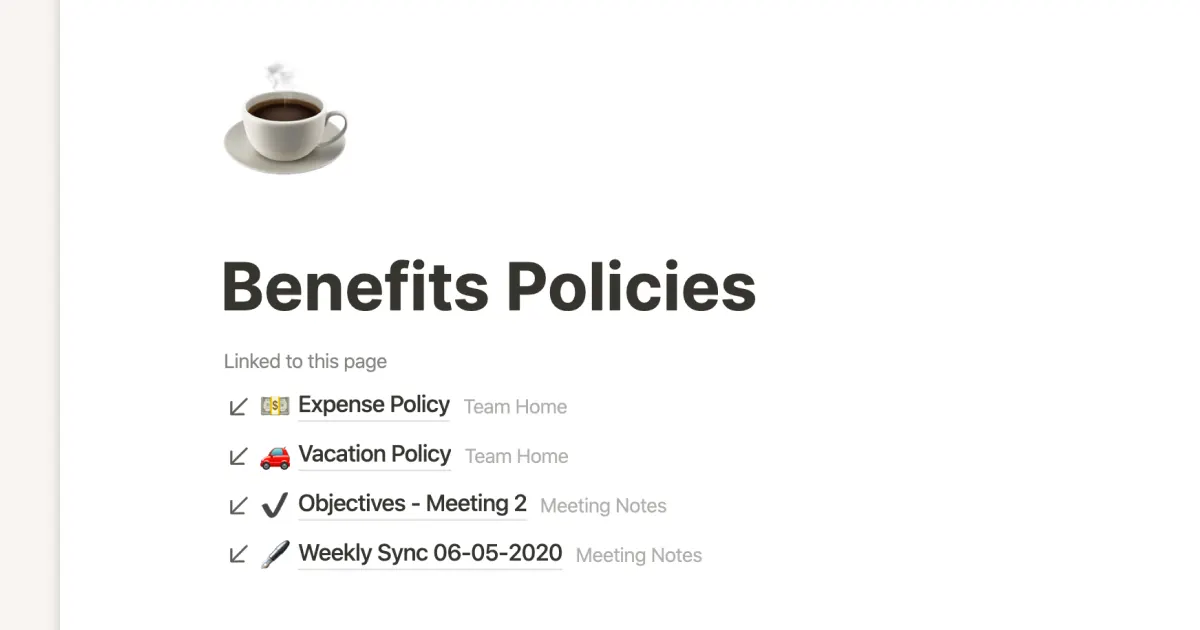 Benefits Policies
Linked to this page
Expense Policy Team Home
Vacation Policy Team Home
Objectives - Meeting 2 Meeting Notes
Weekly Sync 06-05-2020 Meeting Notes